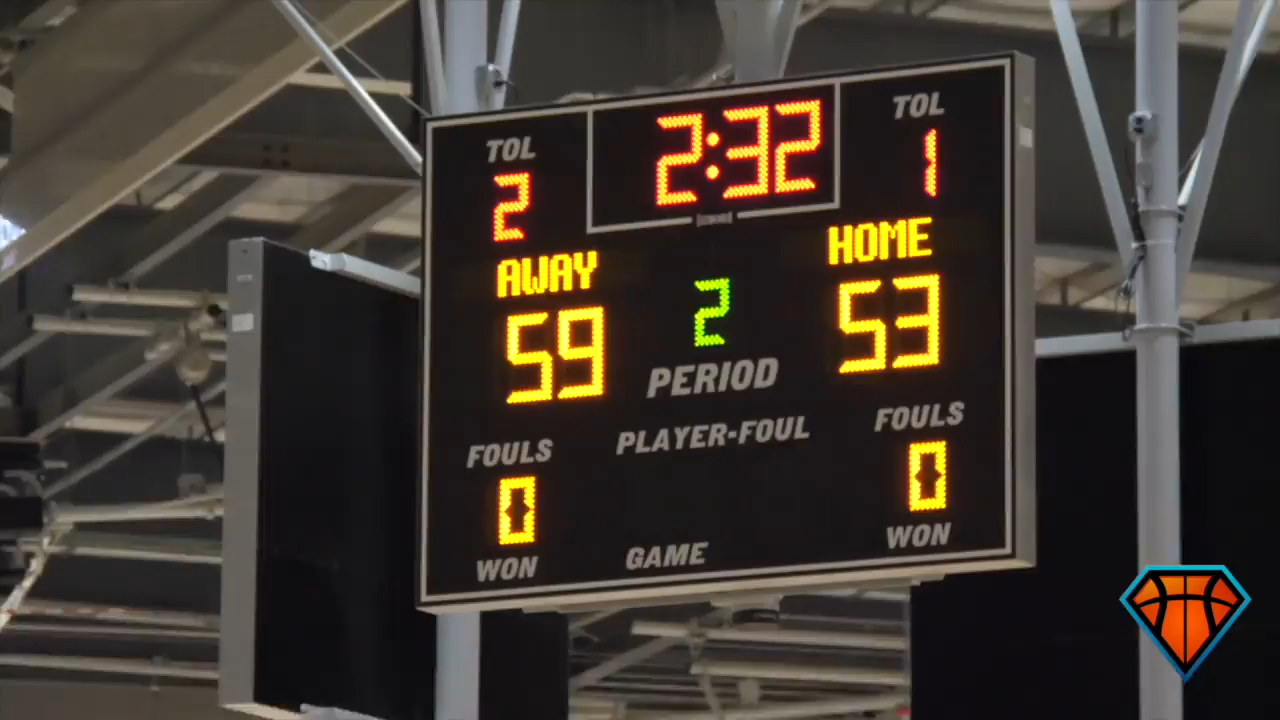 TOL 2:32 TOL
2 1
AWAY HOME
59 2 53
PERIOD
FOULS PLAYER-FOUL FOULS
0 0
WON GAME WON